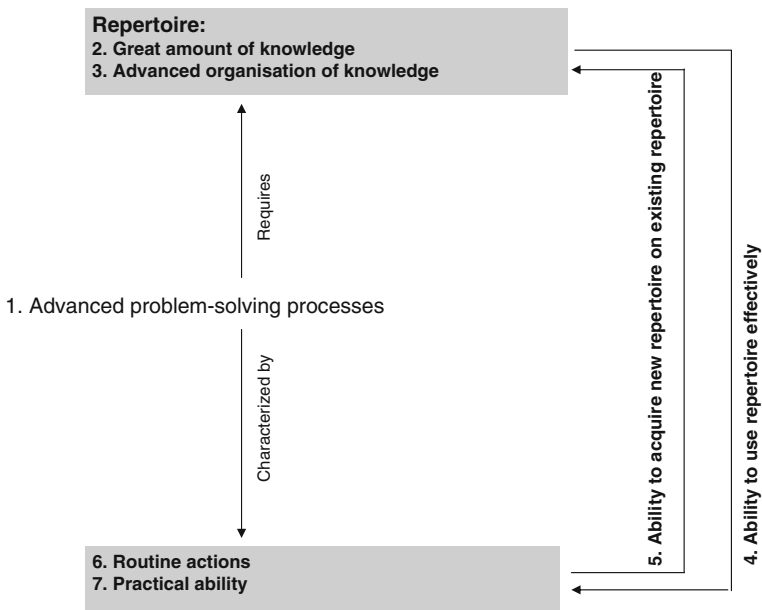 Repertoire:
2. Great amount of knowledge
3. Advanced organisation of knowledge
Requires
1. Advanced problem-solving processes
Characterized by
6. Routine actions
7. Practical ability
5. Ability to acquire new repertoire on existing repertoire
4. Ability to use repertoire effectively